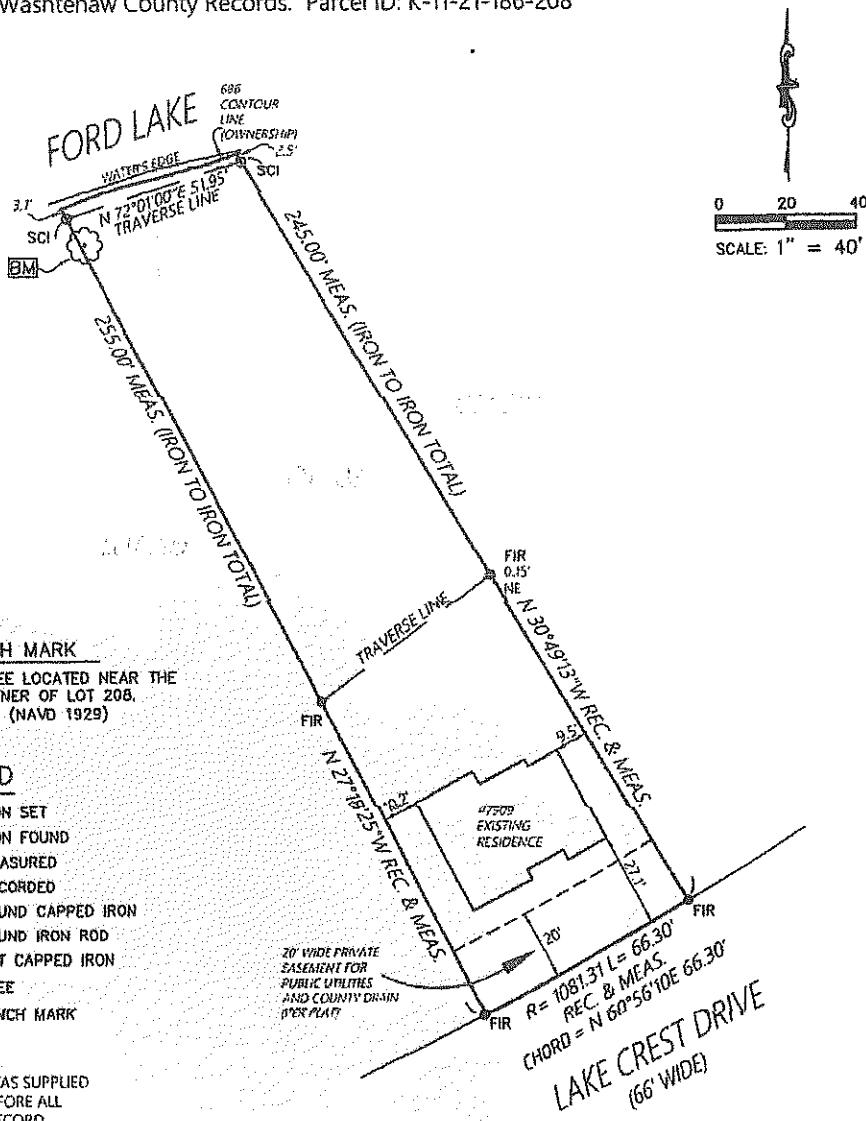 Washtenaw County Records. Parcel ID: K-11-21-186-208
FORD LAKE
686
CONTOUR
LINE
(OWNERSHIP)
2.9'
SCI
WATER'S EDGE
3.1'
N 72°01'00"E 51.95'
TRAVERSE LINE
SCI
BM
0 20 40
SCALE: 1" = 40'
245.00' MEAS. (IRON TO IRON TOTAL)
255.00' MEAS. (IRON TO IRON TOTAL)
FIR
0.15'
NE
TRAVERSE LINE
FIR
N 30°49'13"W REC. & MEAS.
N 27°18'25"W REC. & MEAS.
9.5'
#7909
EXISTING
RESIDENCE
27.1'
20'
FIR
FIR
20' WIDE PRIVATE
EASEMENT FOR
PUBLIC UTILITIES
AND COUNTY DRAIN
(PER PLAT)
R= 1081.31 L= 66.30'
REC. & MEAS.
CHORD = N 60°56'10E 66.30'
LAKE CREST DRIVE
(66' WIDE)
H MARK
EE LOCATED NEAR THE
NER OF LOT 208.
(NAVD 1929)
D
ON SET
ON FOUND
ASURED
CORDED
UND CAPPED IRON
UND IRON ROD
T CAPPED IRON
EE
NCH MARK
AS SUPPLIED
FORE ALL
ECORD